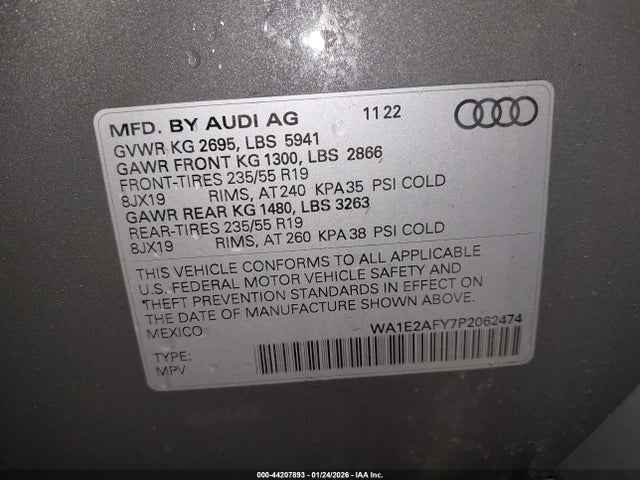 MFD. BY AUDI AG 11 22
GVWR KG 2695, LBS 5941
GAWR FRONT KG 1300, LBS 2866
FRONT-TIRES 235/55 R19
8JX19 RIMS, AT 240 KPA 35 PSI COLD
GAWR REAR KG 1480, LBS 3263
REAR-TIRES 235/55 R19
8JX19 RIMS, AT 260 KPA 38 PSI COLD
THIS VEHICLE CONFORMS TO ALL APPLICABLE
U.S. FEDERAL MOTOR VEHICLE SAFETY AND
THEFT PREVENTION STANDARDS IN EFFECT ON
THE DATE OF MANUFACTURE SHOWN ABOVE.
MEXICO WA1E2AFY7P2062474
TYPE:
MPV
000-44207893 - 01/24/2026 - IAA Inc.